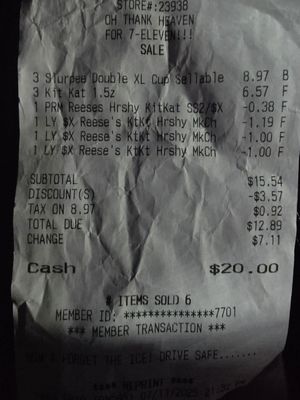 STORE#:23938
OH THANK HEAVEN
FOR 7-ELEVEN!!!
SALE
3 Slurpee Double XL Cup Sellable 8.97 B
3 Kit Kat 1.5z 6.57 F
1 PRM Reeses Hrshy KitKat SS2/$X -0.38 F
1 LY $X Reese's KtKt Hrshy MkCh -1.19 F
1 LY $X Reese's KtKt Hrshy MkCh -1.00 F
1 LY $X Reese's KtKt Hrshy MkCh -1.00 F
SUBTOTAL $15.54
DISCOUNT(S) -$3.57
TAX ON 8.97 $0.92
TOTAL DUE $12.89
CHANGE $7.11
Cash $20.00
# ITEMS SOLD 6
MEMBER ID: ***************7701
*** MEMBER TRANSACTION ***
DON'T FORGET THE ICE! DRIVE SAFE.......
**** REPRINT ****